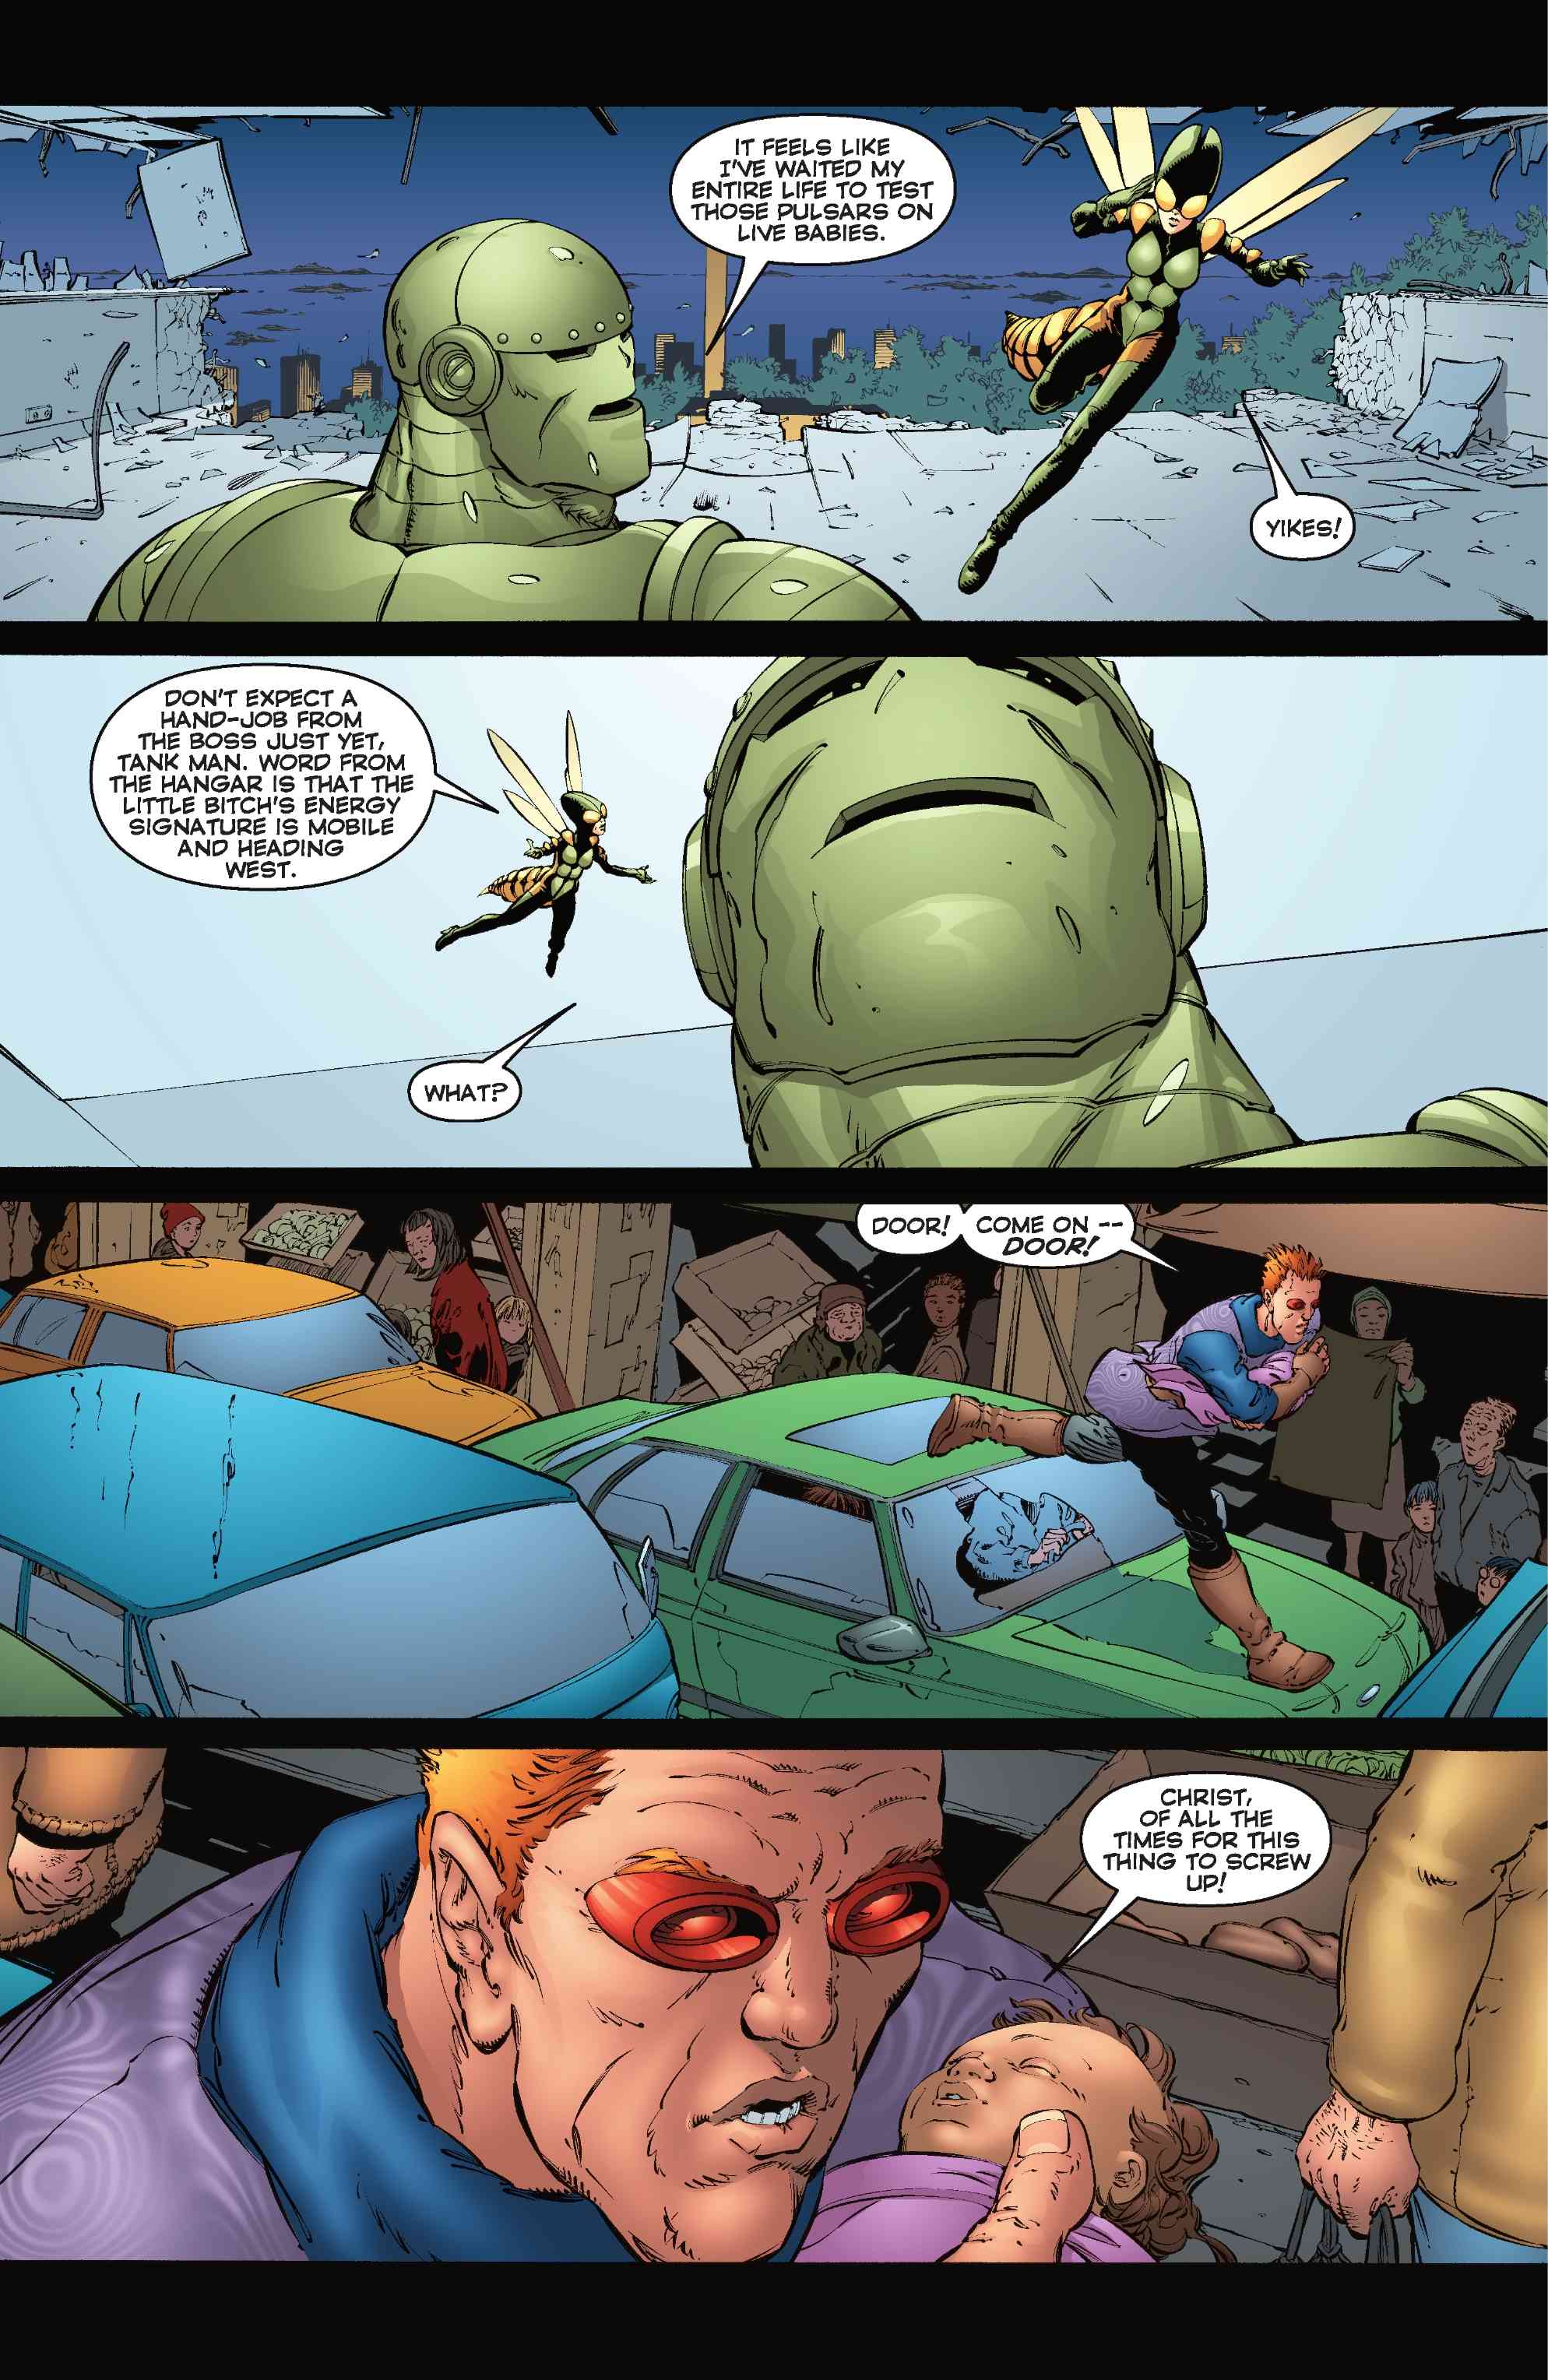 IT FEELS LIKE
I'VE WAITED MY
ENTIRE LIFE TO TEST
THOSE PULSARS ON
LIVE BABIES.
YIKES!
DON'T EXPECT A
HAND-JOB FROM
THE BOSS JUST YET,
TANK MAN. WORD FROM
THE HANGAR IS THAT THE
LITTLE BITCH'S ENERGY
SIGNATURE IS MOBILE
AND HEADING
WEST.
WHAT?
DOOR!
COME ON --
DOOR!
CHRIST,
OF ALL THE
TIMES FOR THIS
THING TO SCREW
UP!